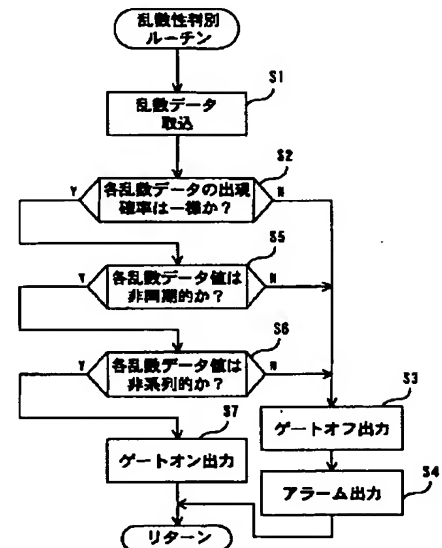 乱数性判別
ルーチン
S1
乱数データ
取込
S2
Y
各乱数データの出現
確率は一様か？
N
S5
Y
各乱数データ値は
非同期的か？
N
S6
Y
各乱数データ値は
非系列的か？
N
S7
ゲートオン出力
S3
ゲートオフ出力
S4
アラーム出力
リターン